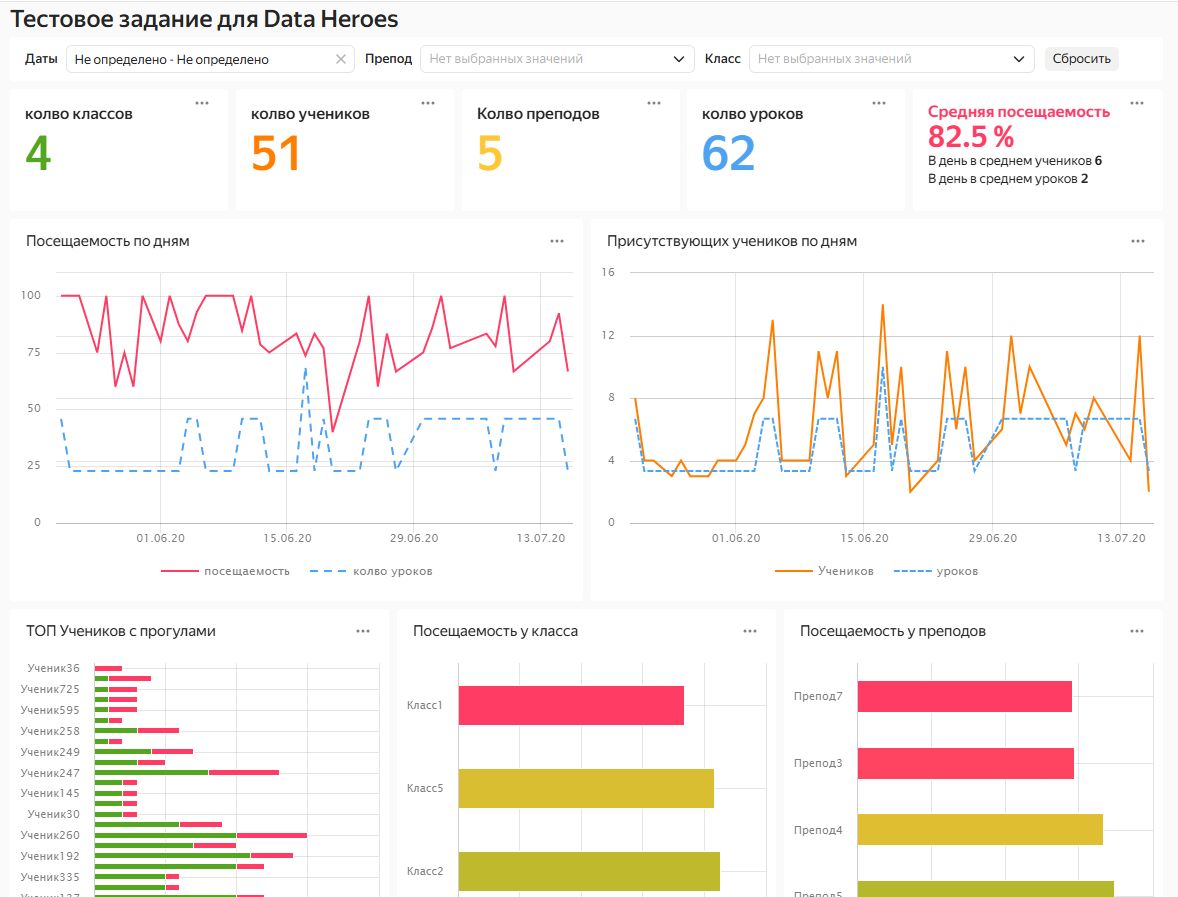 Тестовое задание для Data Heroes
Даты Не определено - Не определено Препод Нет выбранных значений Класс Нет выбранных значений Сбросить
колво классов
4
колво учеников
51
Колво преподов
5
колво уроков
62
Средняя посещаемость
82.5 %
В день в среднем учеников 6
В день в среднем уроков 2
Посещаемость по дням
100
75
50
25
0
01.06.20 15.06.20 29.06.20 13.07.20
посещаемость колво уроков
Присутствующих учеников по дням
16
12
8
4
0
01.06.20 15.06.20 29.06.20 13.07.20
Учеников уроков
ТОП Учеников с прогулами
Ученик36
Ученик725
Ученик595
Ученик258
Ученик249
Ученик247
Ученик145
Ученик30
Ученик260
Ученик192
Ученик335
Ученик137
Посещаемость у класса
Класс1
Класс5
Класс2
Посещаемость у преподов
Препод7
Препод3
Препод4
Препод5